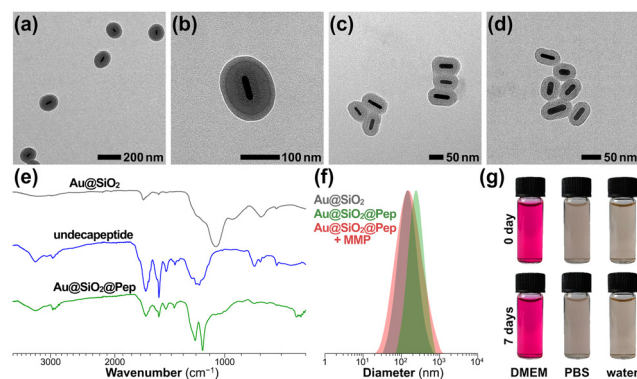 (a)
200 nm
(b)
100 nm
(c)
50 nm
(d)
50 nm
(e)
Au@SiO₂
undecapeptide
Au@SiO₂@Pep
3000 2000 1000
Wavenumber (cm⁻¹)
(f)
Au@SiO₂
Au@SiO₂@Pep
Au@SiO₂@Pep
+ MMP
1 10¹ 10² 10³ 10⁴
Diameter (nm)
(g)
0 day
7 days
DMEM PBS water